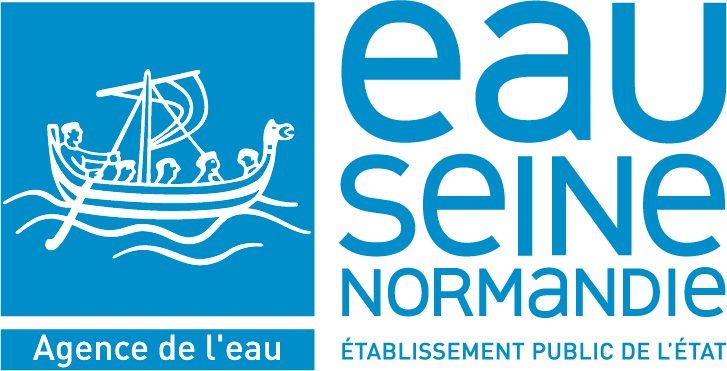 eau
seine
NORMaNDIe
Agence de l'eau
ÉTABLISSEMENT PUBLIC DE L'ÉTAT